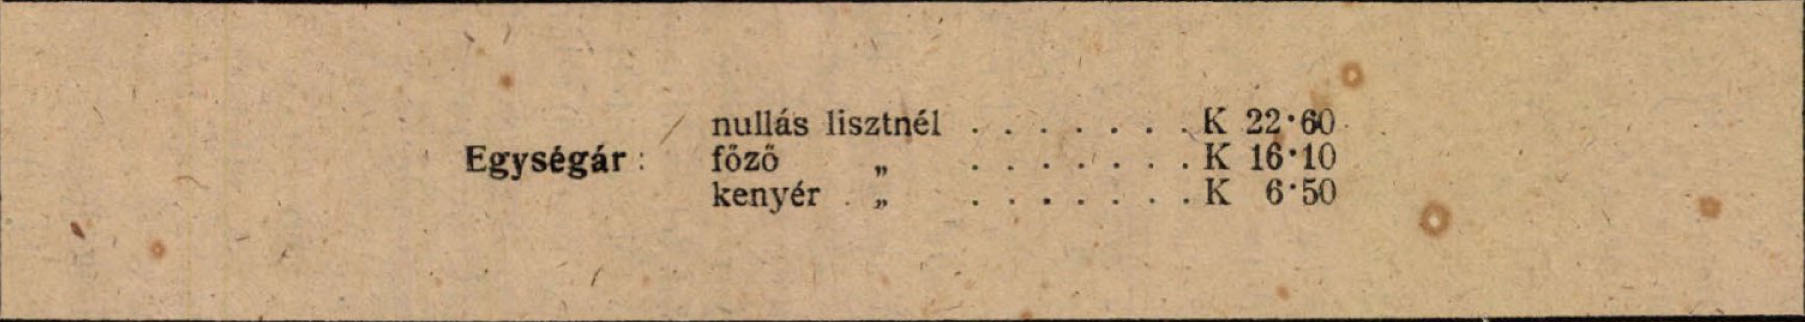 nullás lisztnél . . . . . . . K 22·60
Egységár: főző „ . . . . . . . K 16·10
kenyér „ . . . . . . . K 6·50